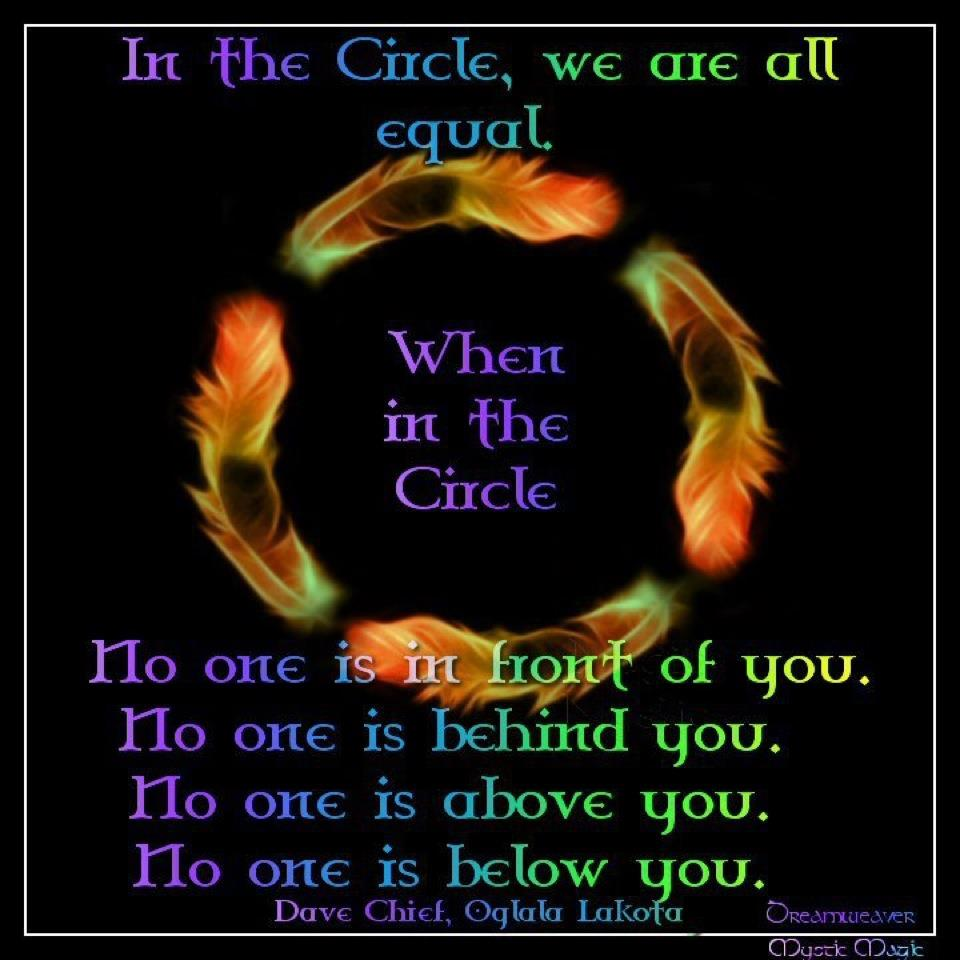 In the Circle, we are all
equal.
When
in the
Circle
No one is in front of you.
No one is behind you.
No one is above you.
No one is below you.
Dave Chief, Oglala Lakota
Dreamweaver
Mystic Magic